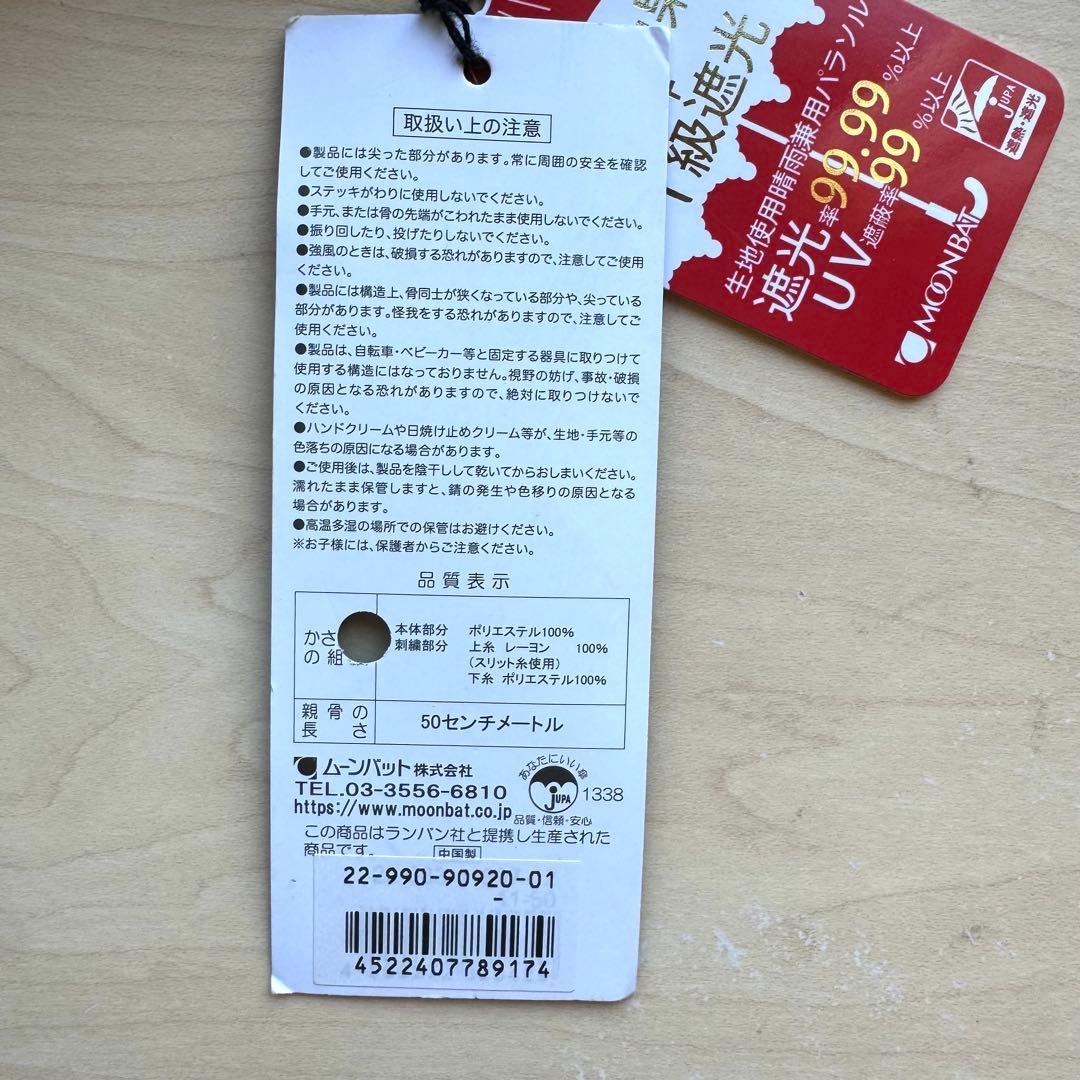 取扱い上の注意
●製品には尖った部分があります。常に周囲の安全を確認
してご使用ください。
●ステッキがわりに使用しないでください。
●手元、または骨の先端がこわれたまま使用しないでください。
●振り回したり、投げたりしないでください。
●強風のときは、破損する恐れがありますので、注意してご使用
ください。
●製品には構造上、骨同士が狭くなっている部分や、尖っている
部分があります。怪我をする恐れがありますので、注意してご
使用ください。
●製品は、自転車・ベビーカー等と固定する器具に取りつけて
使用する構造にはなっておりません。視野の妨げ、事故・破損
の原因となる恐れがありますので、絶対に取りつけないで
ください。
●ハンドクリームや日焼け止めクリーム等が、生地・手元等の
色落ちの原因になる場合があります。
●ご使用後は、製品を陰干しして乾いてからおしまいください。
濡れたまま保管しますと、錆の発生や色移りの原因となる
場合があります。
●高温多湿の場所での保管はお避けください。
※お子様には、保護者からご注意ください。
品質表示
かさ
の組
本体部分 ポリエステル100%
刺繍部分 上糸 レーヨン 100%
(スリット糸使用)
下糸 ポリエステル100%
親骨の
長さ
50センチメートル
ムーンバット株式会社
TEL.03-3556-6810
https://www.moonbat.co.jp
あなたにいい傘
JUPA
1338
品質・信頼・安心
この商品はランバン社と提携し生産された
商品です。 中国製
22-990-90920-01
-
4522407789174
級遮光
生地使用晴雨兼用パラソル
遮光率99.99%以上
UV遮蔽率99%以上
MOONBAT
JUPA